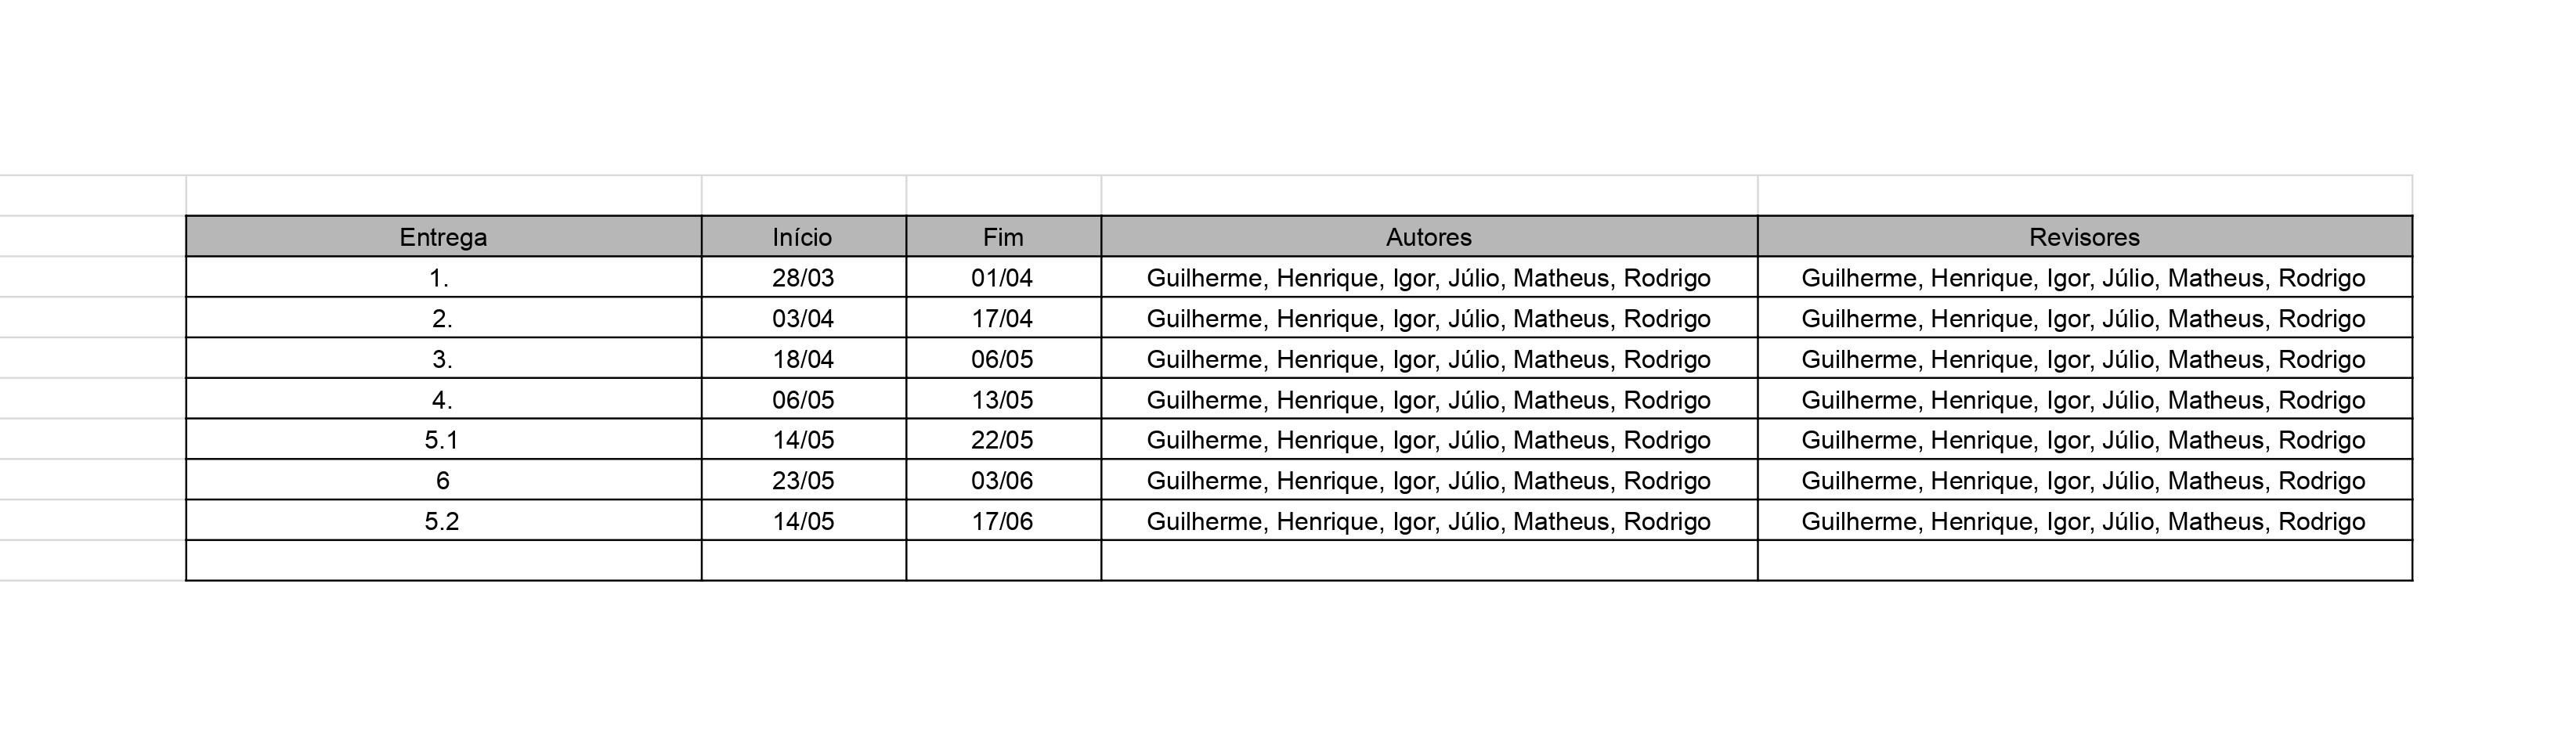 Entrega Início Fim Autores Revisores
1. 28/03 01/04 Guilherme, Henrique, Igor, Júlio, Matheus, Rodrigo Guilherme, Henrique, Igor, Júlio, Matheus, Rodrigo
2. 03/04 17/04 Guilherme, Henrique, Igor, Júlio, Matheus, Rodrigo Guilherme, Henrique, Igor, Júlio, Matheus, Rodrigo
3. 18/04 06/05 Guilherme, Henrique, Igor, Júlio, Matheus, Rodrigo Guilherme, Henrique, Igor, Júlio, Matheus, Rodrigo
4. 06/05 13/05 Guilherme, Henrique, Igor, Júlio, Matheus, Rodrigo Guilherme, Henrique, Igor, Júlio, Matheus, Rodrigo
5.1 14/05 22/05 Guilherme, Henrique, Igor, Júlio, Matheus, Rodrigo Guilherme, Henrique, Igor, Júlio, Matheus, Rodrigo
6 23/05 03/06 Guilherme, Henrique, Igor, Júlio, Matheus, Rodrigo Guilherme, Henrique, Igor, Júlio, Matheus, Rodrigo
5.2 14/05 17/06 Guilherme, Henrique, Igor, Júlio, Matheus, Rodrigo Guilherme, Henrique, Igor, Júlio, Matheus, Rodrigo